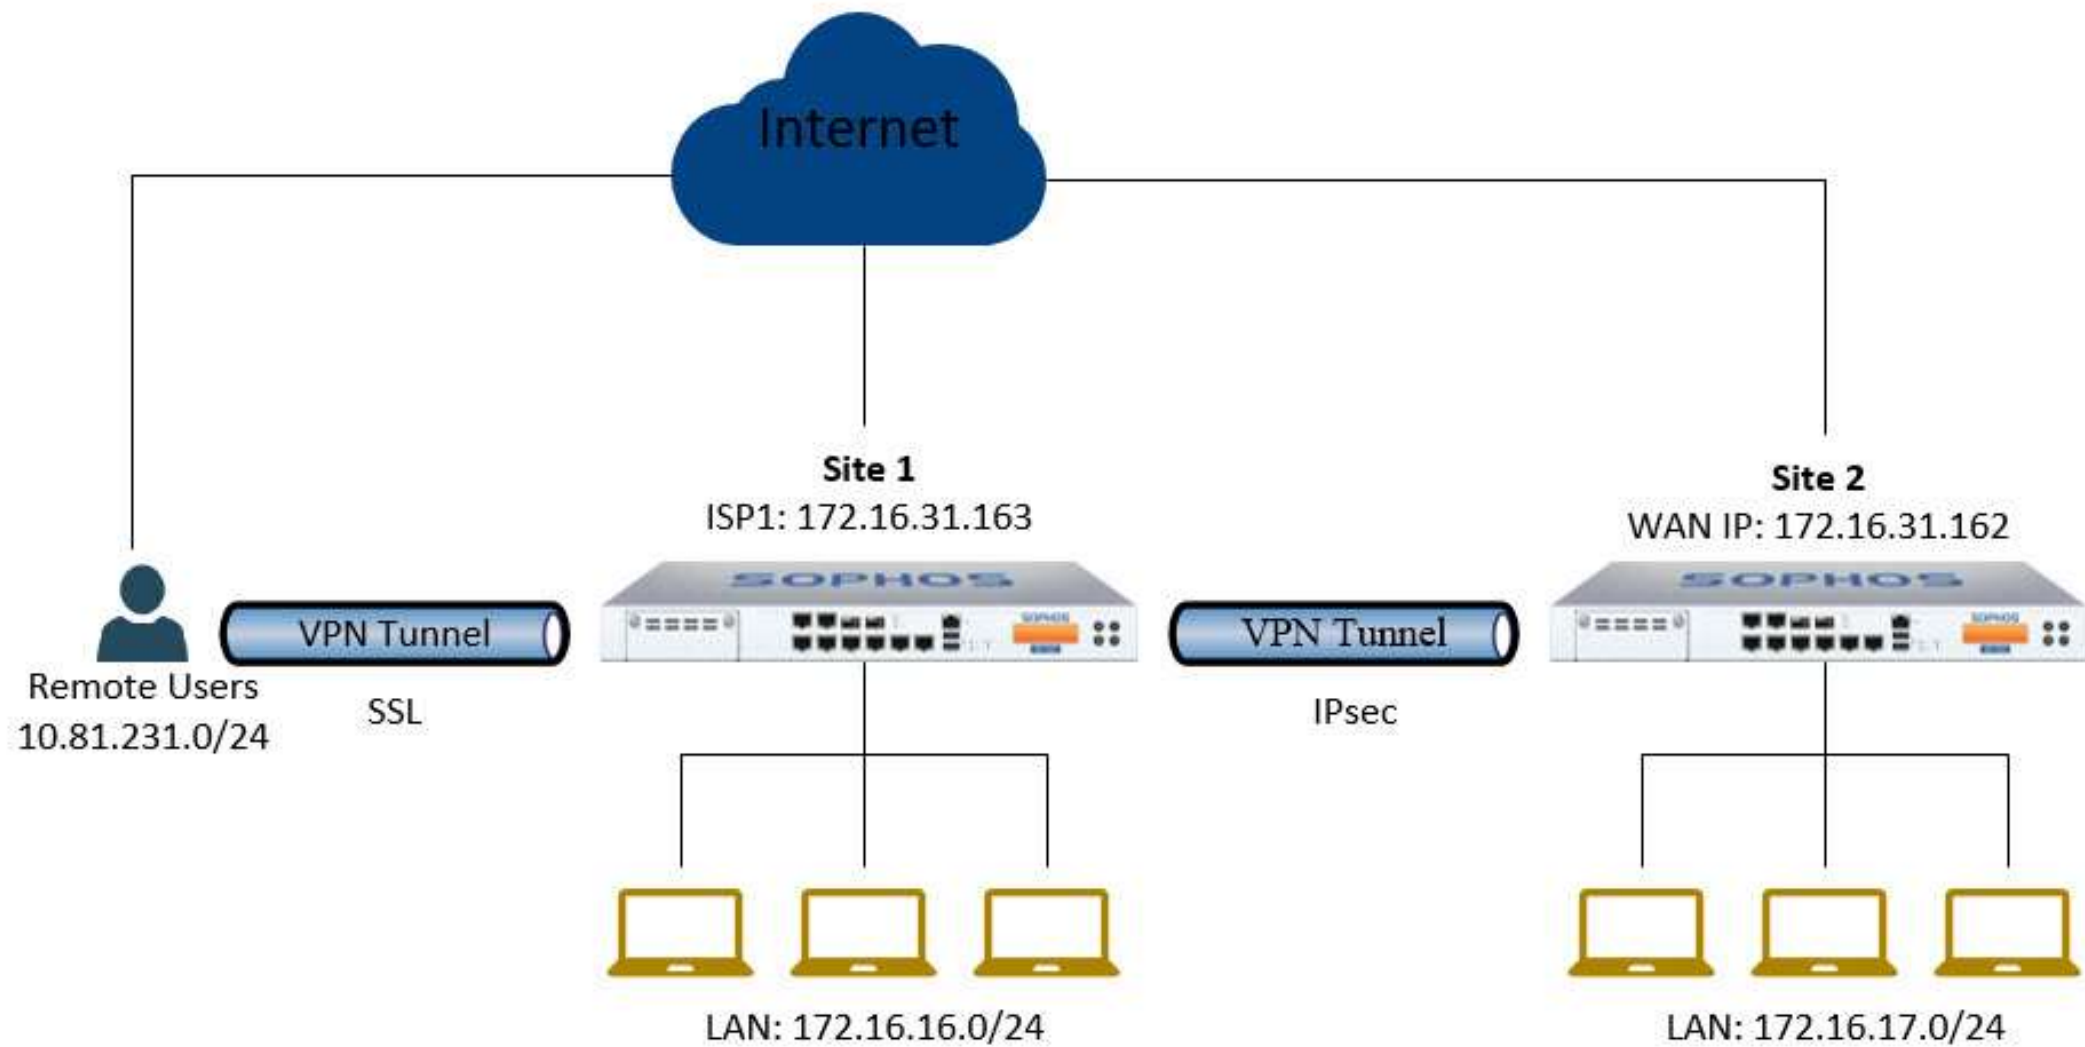 Internet
Site 1
ISP1: 172.16.31.163
Site 2
WAN IP: 172.16.31.162
SOPHOS
SOPHOS
SOPHOS
SOPHOS
VPN Tunnel
VPN Tunnel
Remote Users
10.81.231.0/24
SSL
IPsec
LAN: 172.16.16.0/24
LAN: 172.16.17.0/24